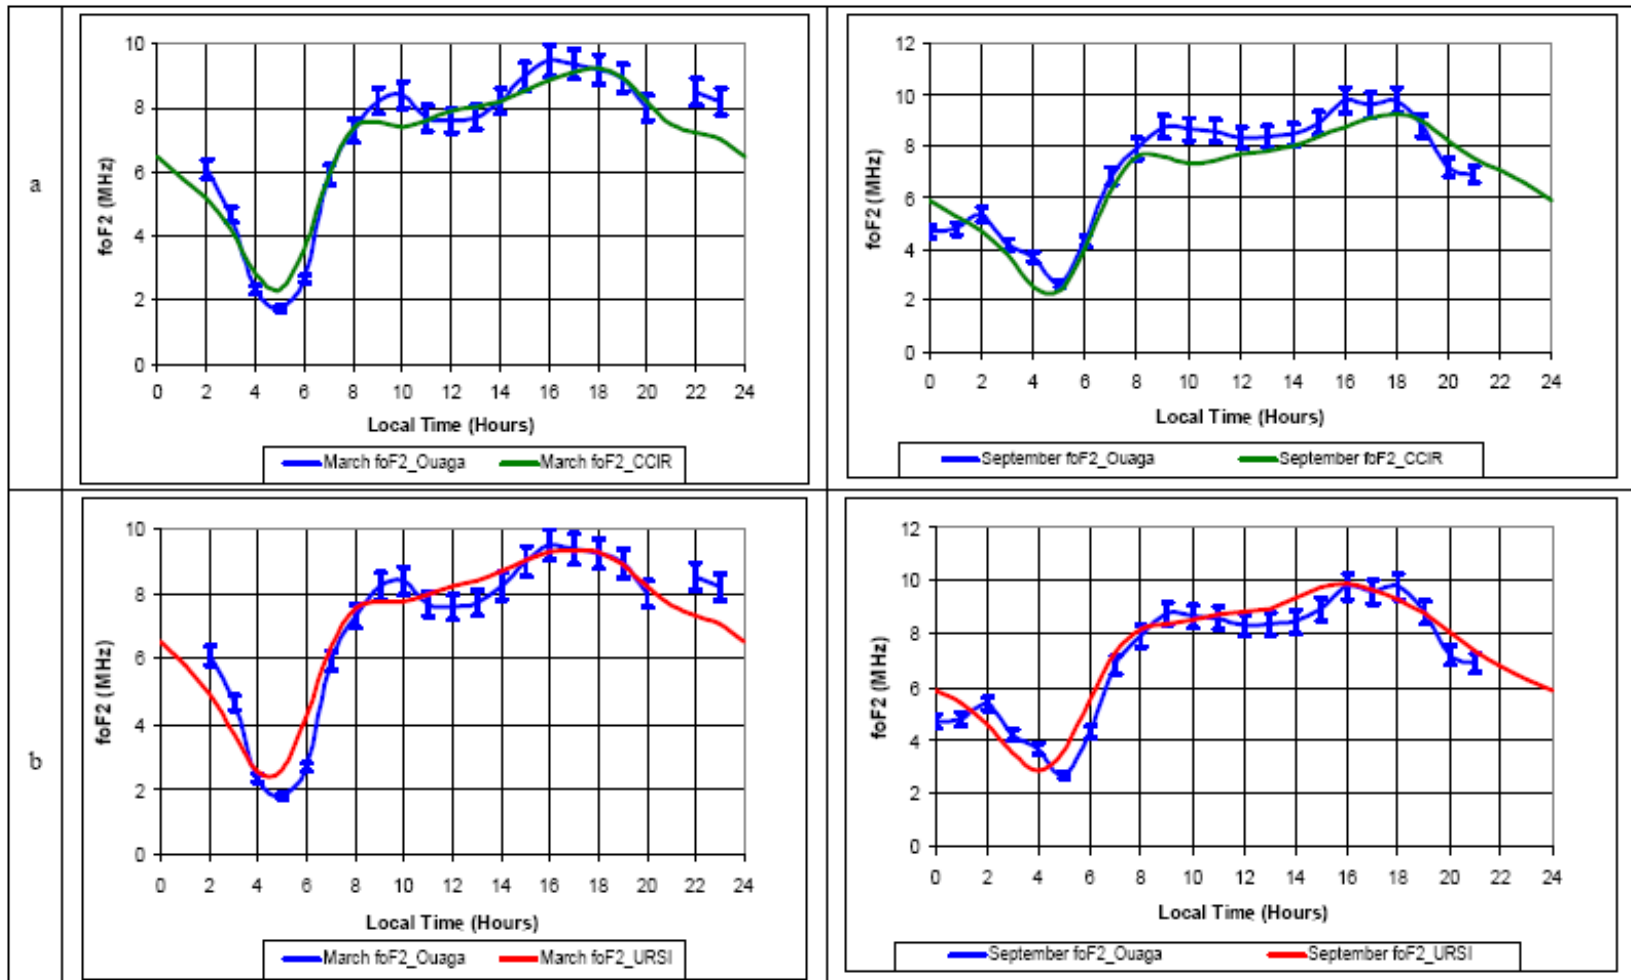 a
10
8
6
4
2
0
foF2 (MHz)
0 2 4 6 8 10 12 14 16 18 20 22 24
Local Time (Hours)
March foF2_Ouaga March foF2_CCIR
12
10
8
6
4
2
0
foF2 (MHz)
0 2 4 6 8 10 12 14 16 18 20 22 24
Local Time (Hours)
September foF2_Ouaga September foF2_CCIR
b
10
8
6
4
2
0
foF2 (MHz)
0 2 4 6 8 10 12 14 16 18 20 22 24
Local Time (Hours)
March foF2_Ouaga March foF2_URSI
12
10
8
6
4
2
0
foF2 (MHz)
0 2 4 6 8 10 12 14 16 18 20 22 24
Local Time (Hours)
September foF2_Ouaga September foF2_URSI